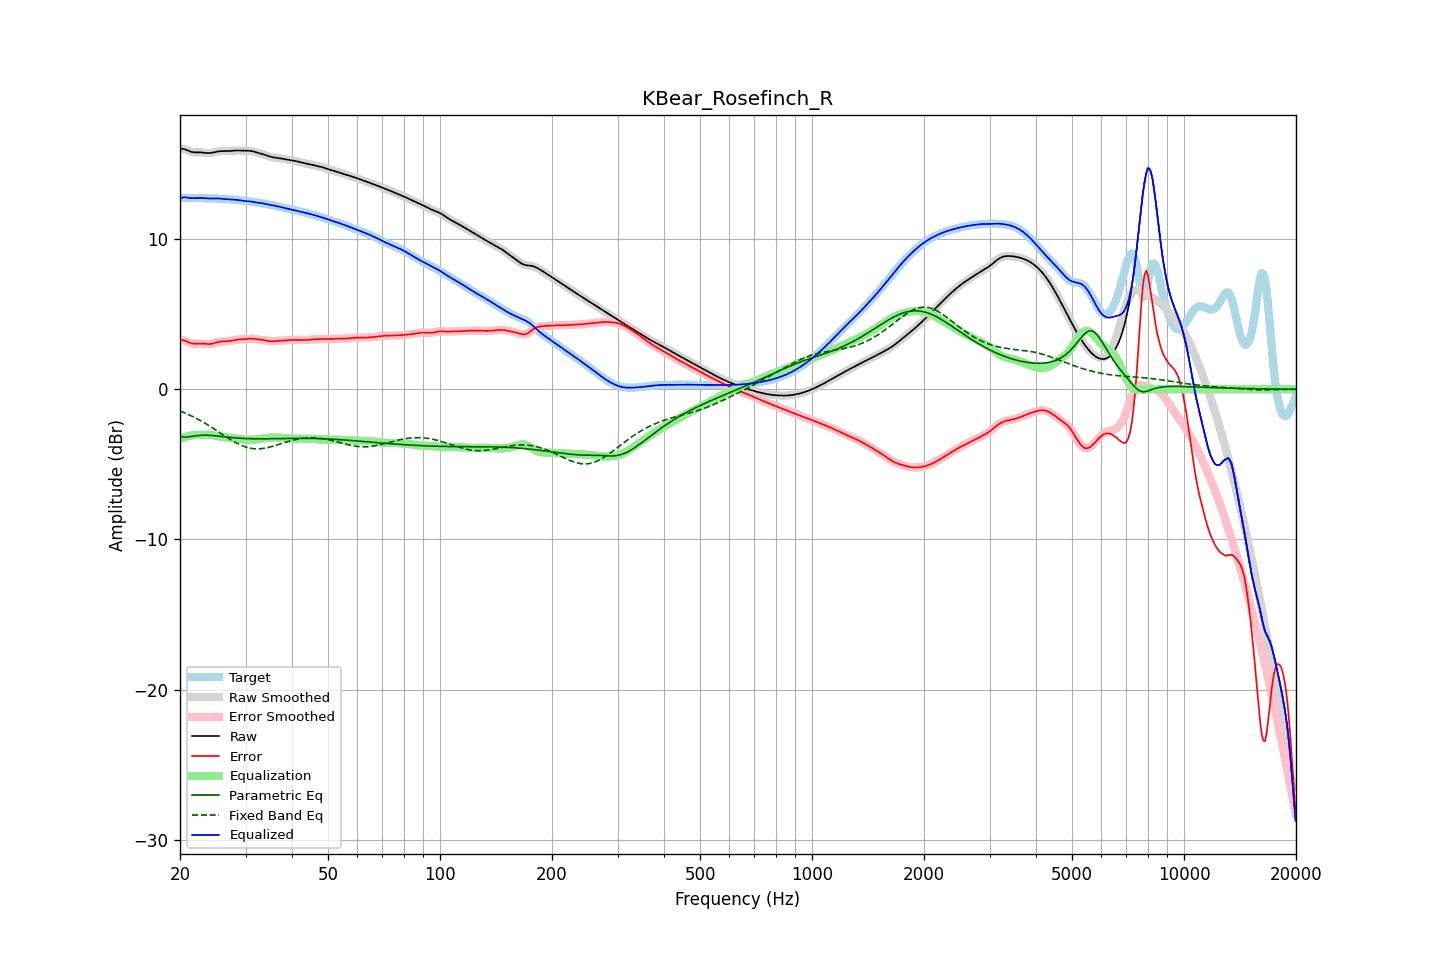 KBear_Rosefinch_R
Amplitude (dBr)
10
0
−10
−20
−30
Target
Raw Smoothed
Error Smoothed
Raw
Error
Equalization
Parametric Eq
Fixed Band Eq
Equalized
20 50 100 200 500 1000 2000 5000 10000 20000
Frequency (Hz)